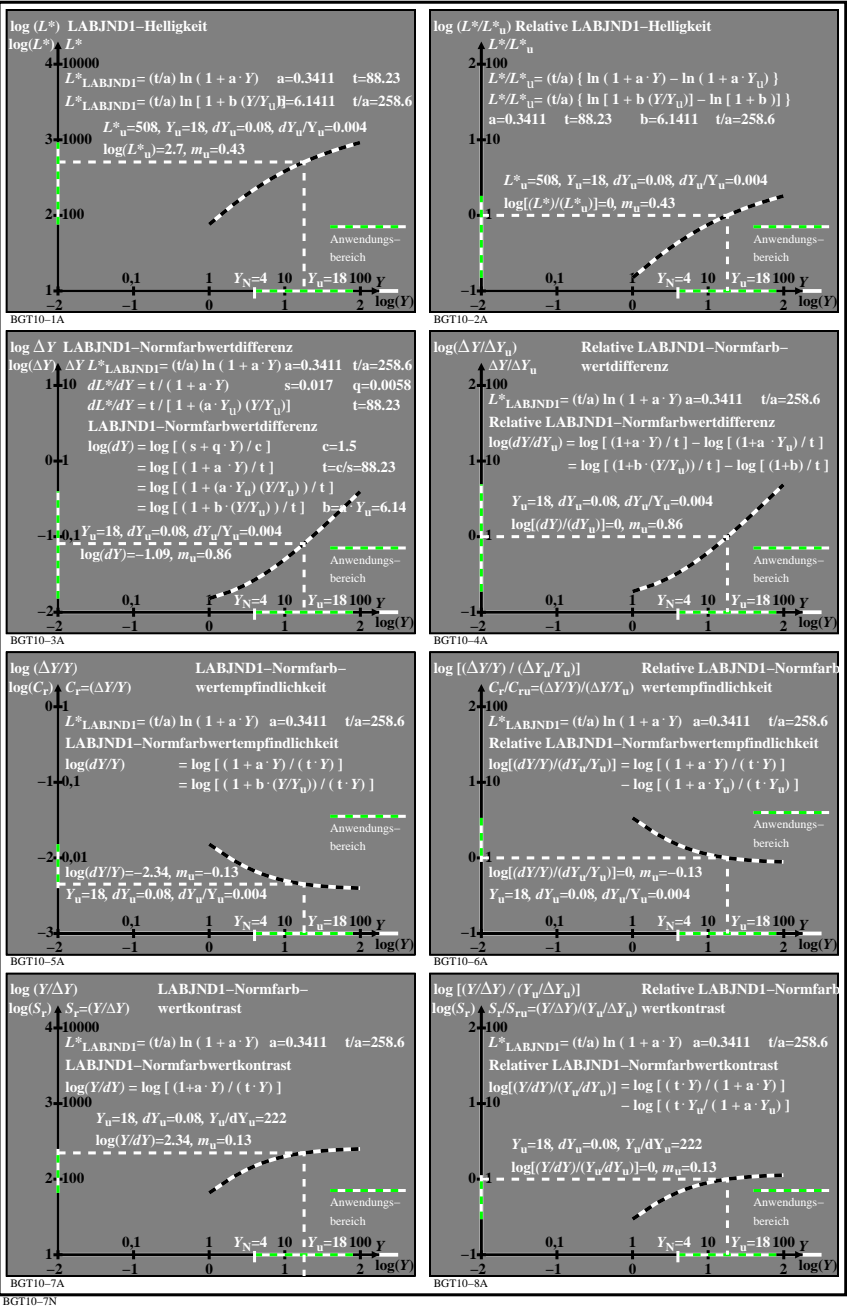 log (L*) LABJND1–Helligkeit
log(L*) L*
4 10000
L*LABJND1= (t/a) ln ( 1 + a · Y) a=0.3411 t=88.23
L*LABJND1= (t/a) ln [ 1 + b (Y/Yu)] b=6.1411 t/a=258.6
L*u=508, Yu=18, dYu=0.08, dYu/Yu=0.004
3 1000
log(L*u)=2.7, mu=0.43
2 100
Anwendungs–
bereich
0,1 1 YN=4 10 Yu=18 100 Y
1
–2 –1 0 1 2 log(Y)
BGT10–1A
log (L*/L*u) Relative LABJND1–Helligkeit
L*/L*u
2 100
L*/L*u= (t/a) { ln ( 1 + a · Y) – ln ( 1 + a · Yu) }
L*/L*u= (t/a) { ln [ 1 + b (Y/Yu)] – ln [ 1 + b )] }
a=0.3411 t=88.23 b=6.1411 t/a=258.6
1 10
L*u=508, Yu=18, dYu=0.08, dYu/Yu=0.004
log[(L*)/(L*u)]=0, mu=0.43
0 1
Anwendungs–
bereich
0,1 1 YN=4 10 Yu=18 100 Y
–1
–2 –1 0 1 2 log(Y)
BGT10–2A
log ΔY LABJND1–Normfarbwertdifferenz
log(ΔY) ΔY L*LABJND1= (t/a) ln ( 1 + a · Y) a=0.3411 t/a=258.6
1 10 dL*/dY = t / ( 1 + a · Y) s=0.017 q=0.0058
dL*/dY = t / [ 1 + (a · Yu) (Y/Yu)] t=88.23
LABJND1–Normfarbwertdifferenz
log(dY) = log [ ( s + q · Y) / c ] c=1.5
0 1 = log [ ( 1 + a · Y) / t ] t=c/s=88.23
= log [ ( 1 + (a · Yu) (Y/Yu) ) / t ]
= log [ ( 1 + b · (Y/Yu) ) / t ] b=a · Yu=6.14
–1 0,1 Yu=18, dYu=0.08, dYu/Yu=0.004
log(dY)=–1.09, mu=0.86
Anwendungs–
bereich
0,1 1 YN=4 10 Yu=18 100 Y
–2
–2 –1 0 1 2 log(Y)
BGT10–3A
log(ΔY/ΔYu) Relative LABJND1–Normfarb–
ΔY/ΔYu wertdifferenz
2 100
L*LABJND1= (t/a) ln ( 1 + a · Y) a=0.3411 t/a=258.6
Relative LABJND1–Normfarbwertdifferenz
log(dY/dYu) = log [ (1+a · Y) / t ] – log [ (1+a · Yu) / t ]
1 10 = log [ (1+b · (Y/Yu)) / t ] – log [ (1+b) / t ]
Yu=18, dYu=0.08, dYu/Yu=0.004
log[(dY)/(dYu)]=0, mu=0.86
0 1
Anwendungs–
bereich
0,1 1 YN=4 10 Yu=18 100 Y
–1
–2 –1 0 1 2 log(Y)
BGT10–4A
log (ΔY/Y) LABJND1–Normfarb–
log(Cr) Cr=(ΔY/Y) wertempfindlichkeit
0 1
L*LABJND1= (t/a) ln ( 1 + a · Y) a=0.3411 t/a=258.6
LABJND1–Normfarbwertempfindlichkeit
log(dY/Y) = log [ ( 1 + a · Y) / ( t · Y) ]
–1 0,1 = log [ ( 1 + b · (Y/Yu)) / ( t · Y) ]
Anwendungs–
bereich
–2 0,01
log(dY/Y)=–2.34, mu=–0.13
Yu=18, dYu=0.08, dYu/Yu=0.004
0,1 1 YN=4 10 Yu=18 100 Y
–3
–2 –1 0 1 2 log(Y)
BGT10–5A
log [(ΔY/Y) / (ΔYu/Yu)] Relative LABJND1–Normfarb
Cr/Cru=(ΔY/Y)/(ΔY/Yu) wertempfindlichkeit
2 100
L*LABJND1= (t/a) ln ( 1 + a · Y) a=0.3411 t/a=258.6
Relative LABJND1–Normfarbwertempfindlichkeit
log[(dY/Y)/(dYu/Yu)] = log [ ( 1 + a · Y) / ( t · Y) ]
1 10 – log [ ( 1 + a · Yu) / ( t · Yu) ]
Anwendungs–
bereich
0 1
log[(dY/Y)/(dYu/Yu)]=0, mu=–0.13
Yu=18, dYu=0.08, dYu/Yu=0.004
0,1 1 YN=4 10 Yu=18 100 Y
–1
–2 –1 0 1 2 log(Y)
BGT10–6A
log (Y/ΔY) LABJND1–Normfarb–
log(Sr) Sr=(Y/ΔY) wertkontrast
4 10000
L*LABJND1= (t/a) ln ( 1 + a · Y) a=0.3411 t/a=258.6
LABJND1–Normfarbwertkontrast
log(Y/dY) = log [ (1+a · Y) / ( t · Y) ]
3 1000
Yu=18, dYu=0.08, Yu/dYu=222
log(Y/dY)=2.34, mu=0.13
2 100
Anwendungs–
bereich
0,1 1 YN=4 10 Yu=18 100 Y
1
–2 –1 0 1 2 log(Y)
BGT10–7A
log [(Y/ΔY) / (Yu/ΔYu)] Relative LABJND1–Normfarb
log(Sr) Sr/Sru=(Y/ΔY)/(Yu/ΔYu) wertkontrast
2 100
L*LABJND1= (t/a) ln ( 1 + a · Y) a=0.3411 t/a=258.6
Relativer LABJND1–Normfarbwertkontrast
log[(Y/dY)/(Yu/dYu)] = log [ ( t · Y) / ( 1 + a · Y) ]
1 10 – log [ ( t · Yu/ ( 1 + a · Yu) ]
Yu=18, dYu=0.08, Yu/dYu=222
log[(Y/dY)/(Yu/dYu)]=0, mu=0.13
0 1
Anwendungs–
bereich
0,1 1 YN=4 10 Yu=18 100 Y
–1
–2 –1 0 1 2 log(Y)
BGT10–8A
BGT10–7N